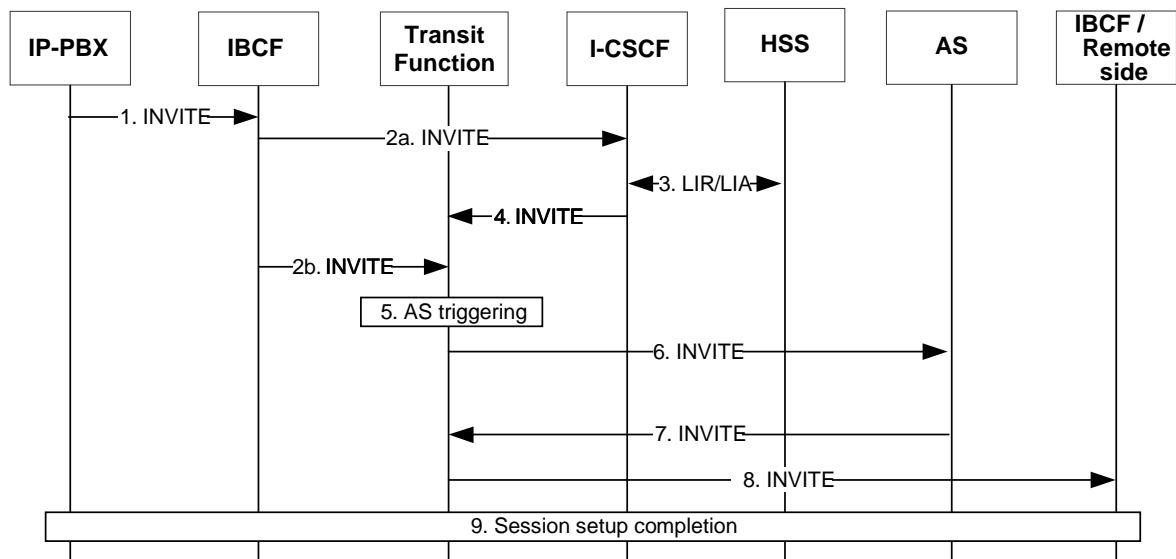 IP-PBX
IBCF
Transit
Function
I-CSCF
HSS
AS
IBCF /
Remote
side
1. INVITE
2a. INVITE
3. LIR/LIA
4. INVITE
2b. INVITE
5. AS triggering
6. INVITE
7. INVITE
8. INVITE
9. Session setup completion